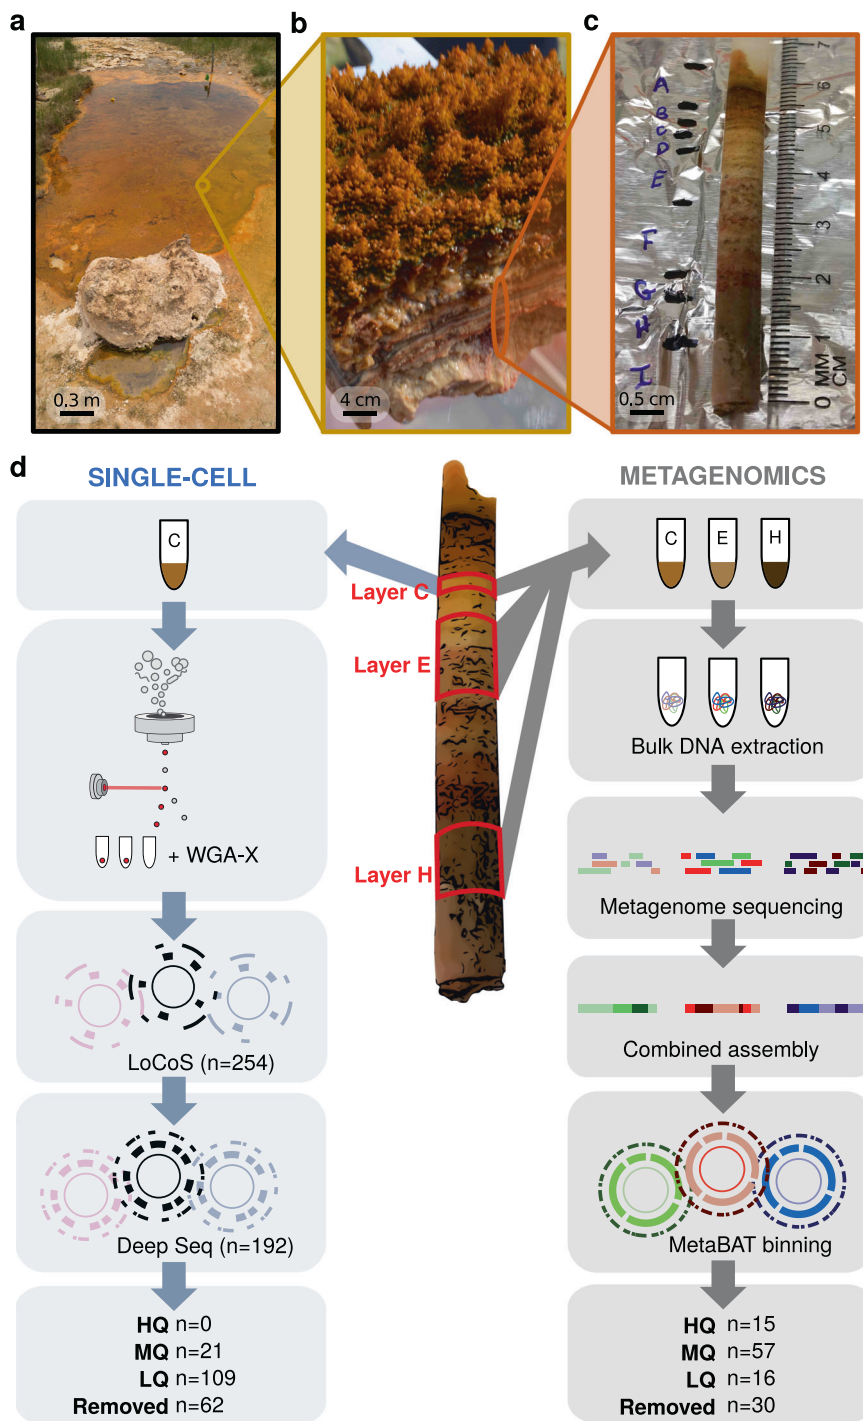 a
b
c
0.3 m
4 cm
0.5 cm
A
B
C
D
E
F
G
H
I
7
6
5
4
3
2
1
0 MM
CM
d
SINGLE-CELL
METAGENOMICS
C
C E H
Layer C
Layer E
Layer H
Bulk DNA extraction
+ WGA-X
Metagenome sequencing
LoCoS (n=254)
Combined assembly
Deep Seq (n=192)
MetaBAT binning
HQ n=0
MQ n=21
LQ n=109
Removed n=62
HQ n=15
MQ n=57
LQ n=16
Removed n=30